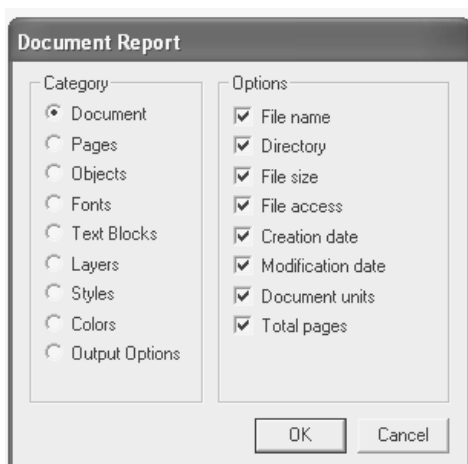 Document Report
Category
Document
Pages
Objects
Fonts
Text Blocks
Layers
Styles
Colors
Output Options
Options
File name
Directory
File size
File access
Creation date
Modification date
Document units
Total pages
OK
Cancel